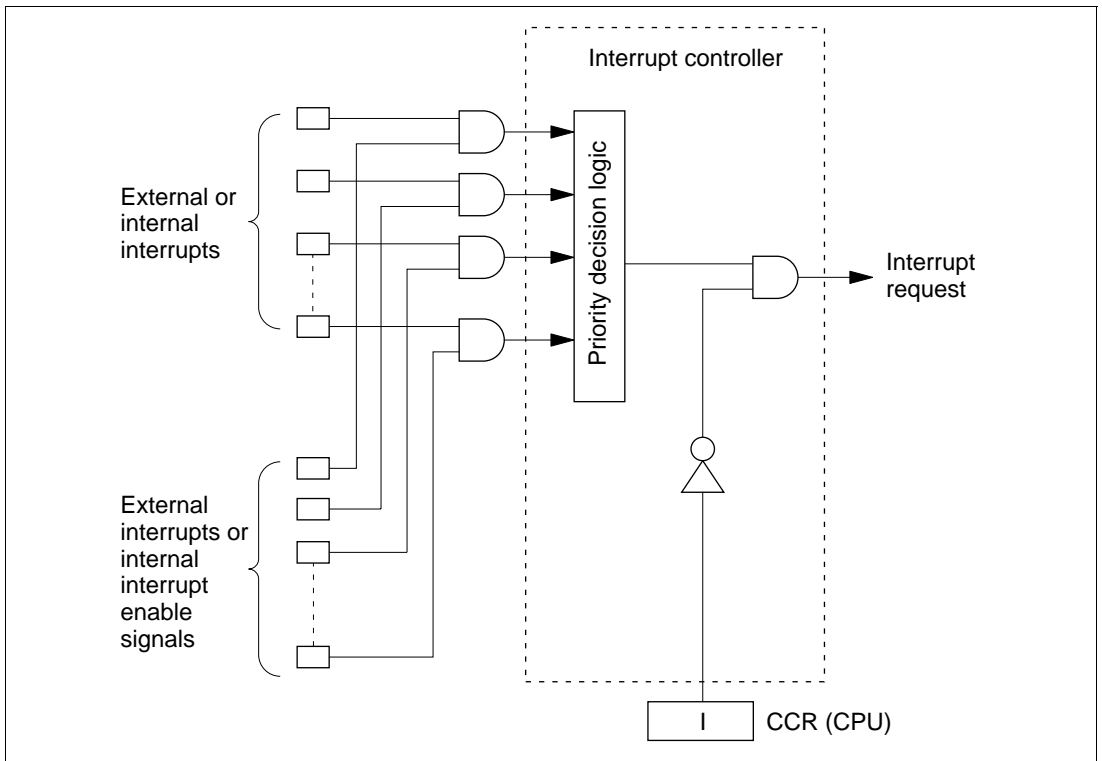 Interrupt controller
External or
internal
interrupts
Priority decision logic
Interrupt
request
External
interrupts or
internal
interrupt
enable
signals
I
CCR (CPU)